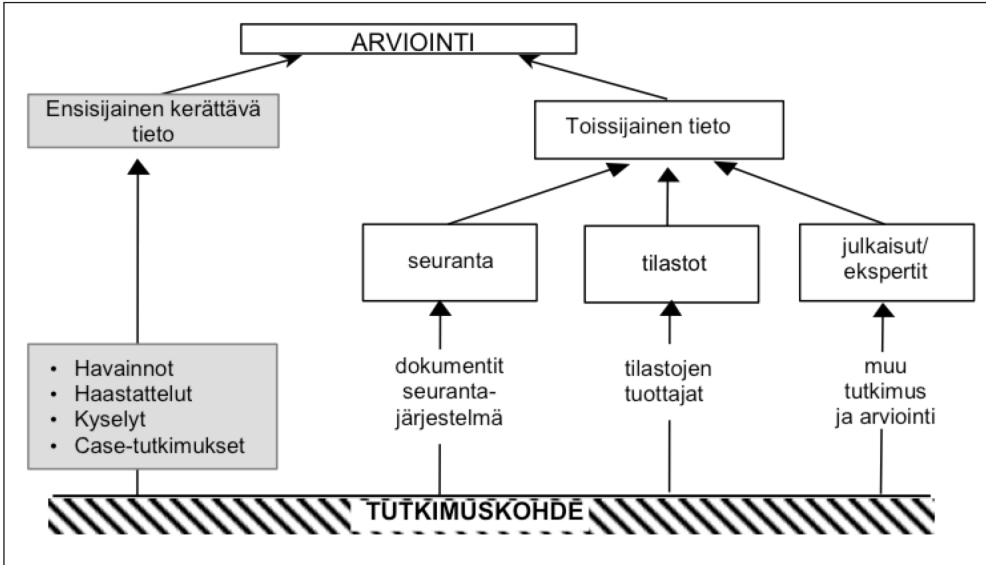 ARVIOINTI
Ensisijainen kerättävä
tieto
Toissijainen tieto
seuranta
tilastot
julkaisut/
ekspertit
• Havainnot
• Haastattelut
• Kyselyt
• Case-tutkimukset
dokumentit
seuranta-
järjestelmä
tilastojen
tuottajat
muu
tutkimus
ja arviointi
TUTKIMUSKOHDE